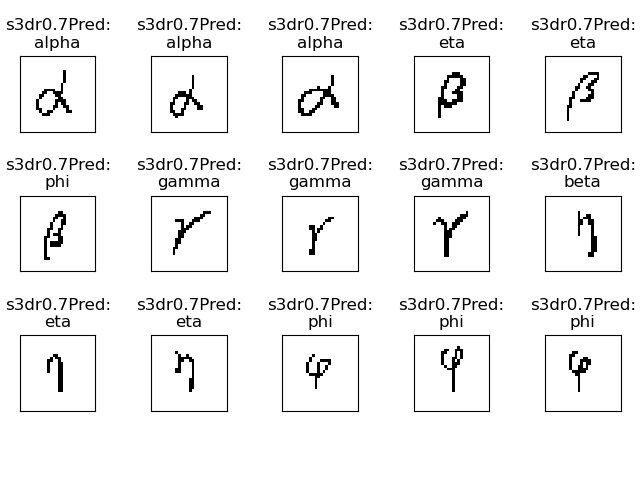 s3dr0.7Pred: s3dr0.7Pred: s3dr0.7Pred: s3dr0.7Pred: s3dr0.7Pred:
alpha alpha alpha eta eta
α α α β β
s3dr0.7Pred: s3dr0.7Pred: s3dr0.7Pred: s3dr0.7Pred: s3dr0.7Pred:
phi gamma gamma gamma beta
β γ γ γ η
s3dr0.7Pred: s3dr0.7Pred: s3dr0.7Pred: s3dr0.7Pred: s3dr0.7Pred:
eta eta phi phi phi
η η φ φ φ